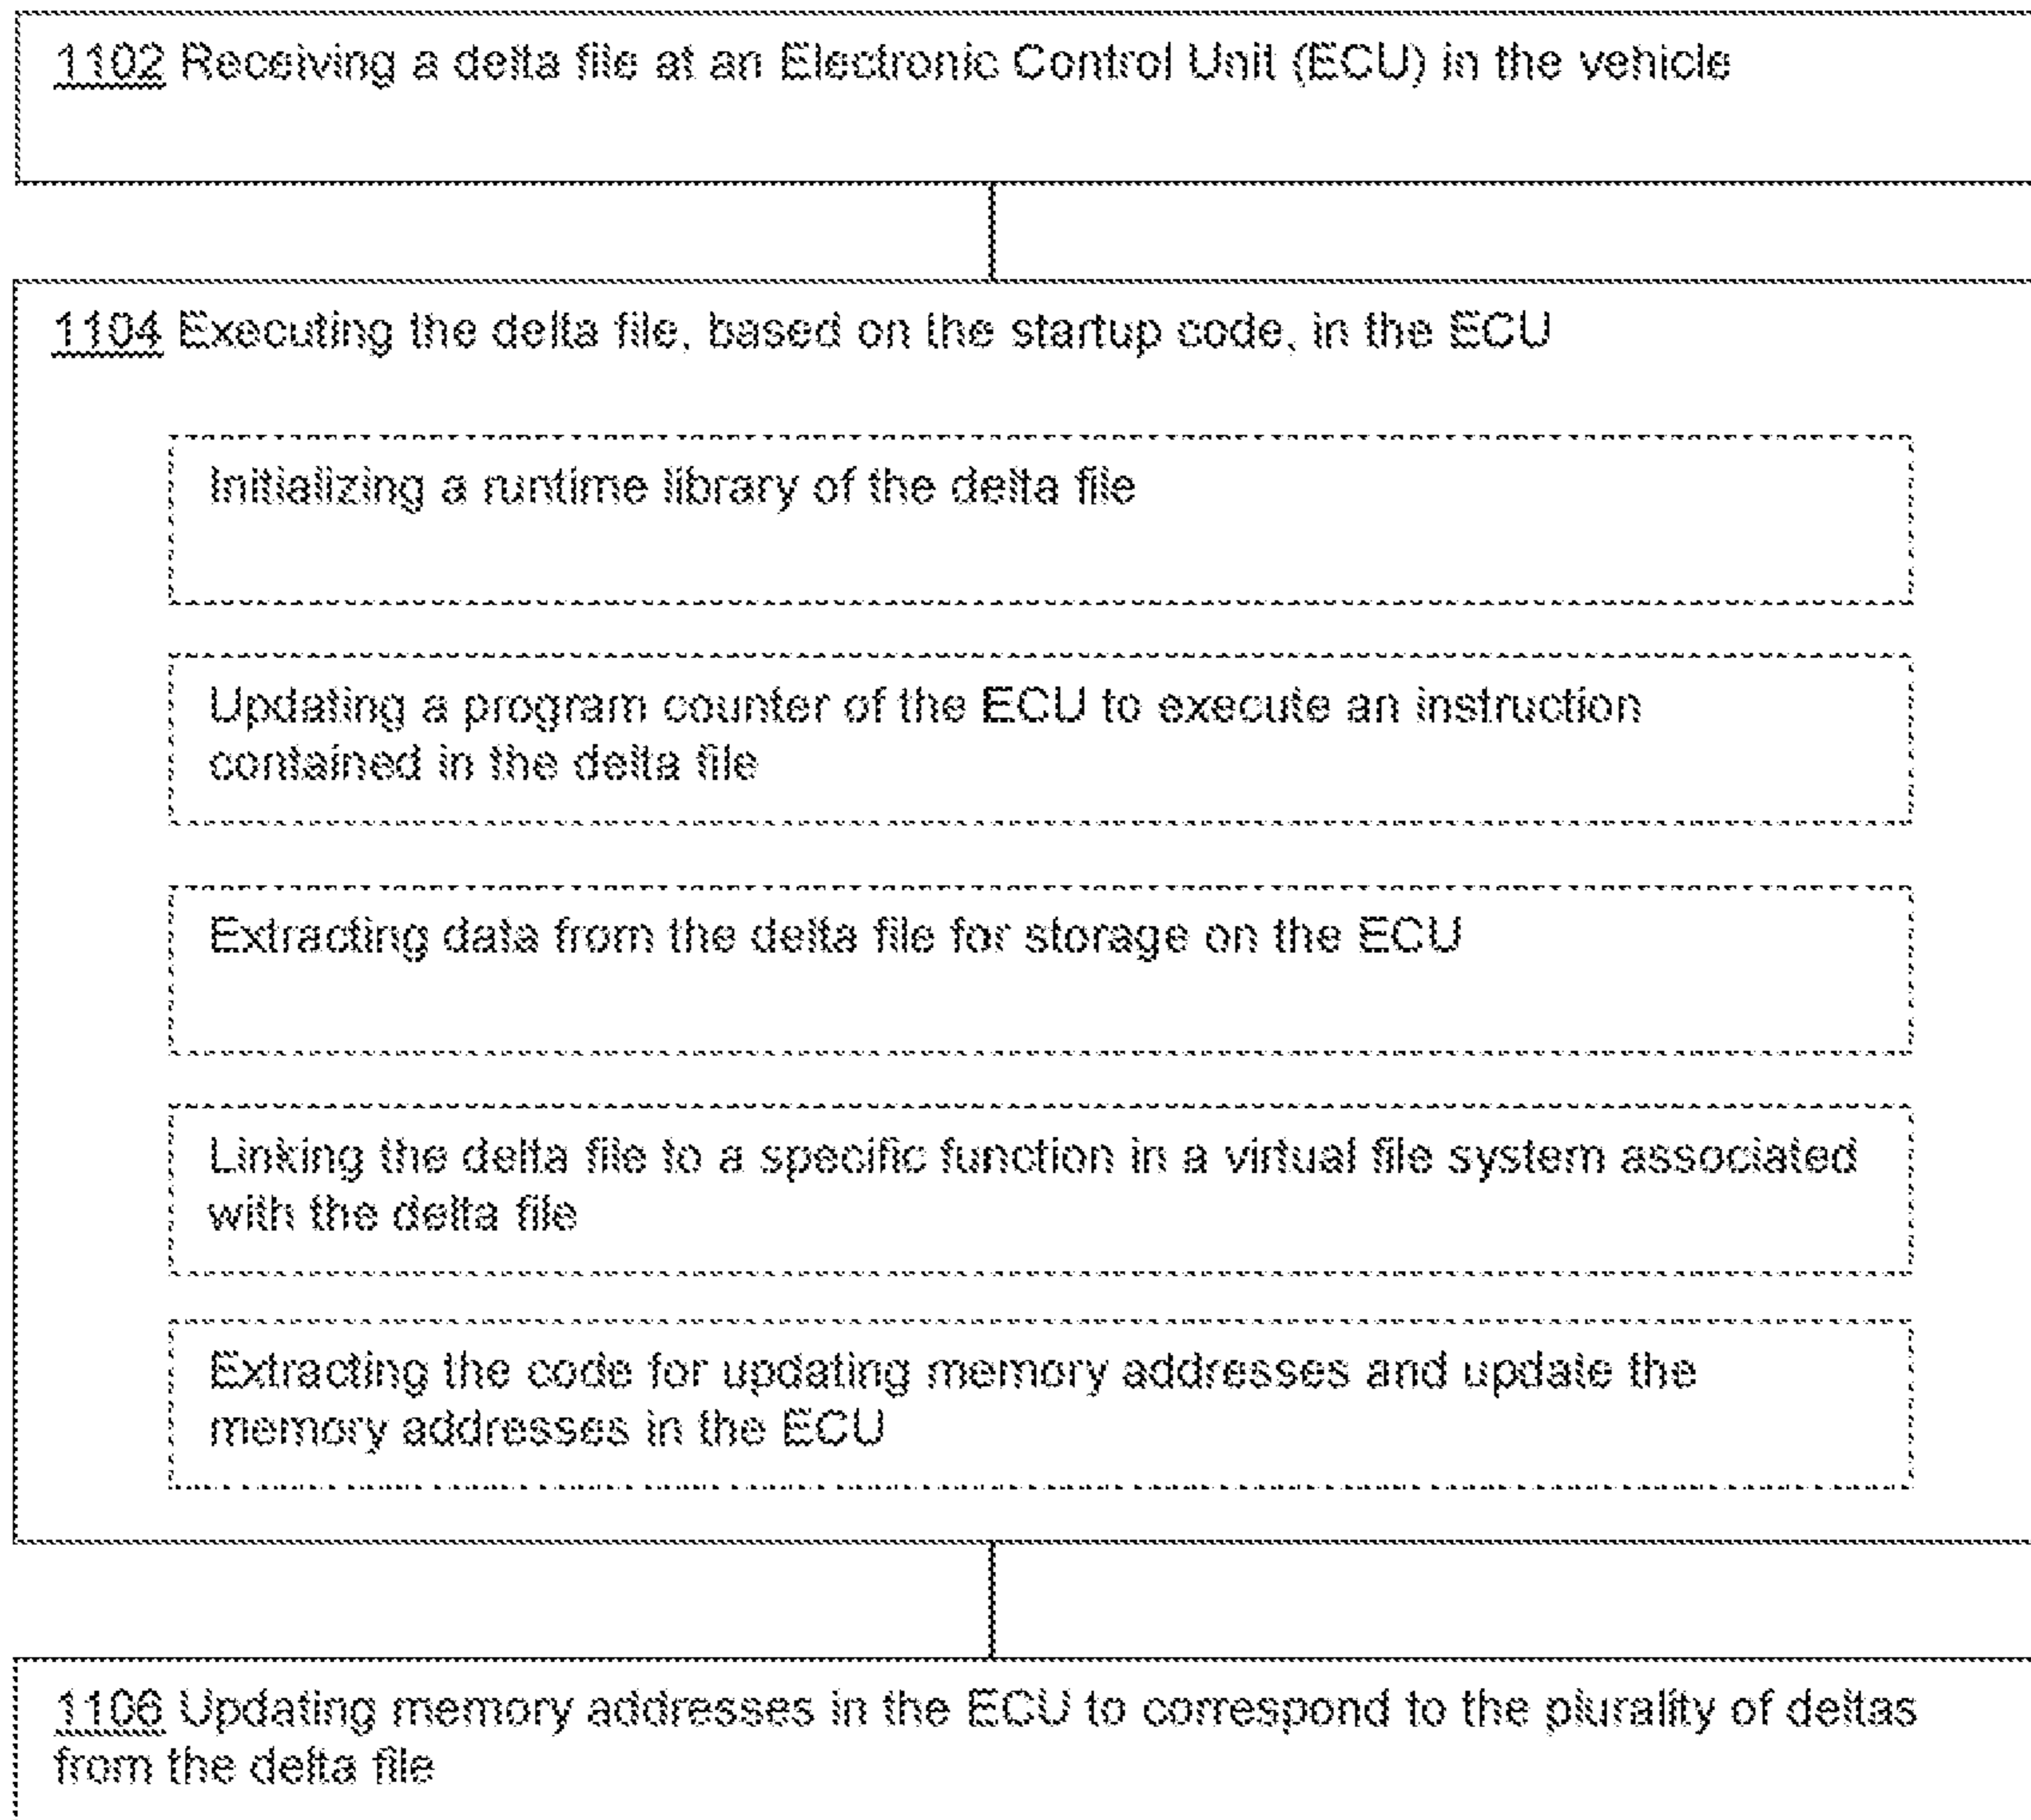 1102 Receiving a delta file at an Electronic Control Unit (ECU) in the vehicle
1104 Executing the delta file, based on the startup code, in the ECU
Initializing a runtime library of the delta file
Updating a program counter of the ECU to execute an instruction
contained in the delta file
Extracting data from the delta file for storage on the ECU
Linking the delta file to a specific function in a virtual file system associated
with the delta file
Extracting the code for updating memory addresses and update the
memory addresses in the ECU
1106 Updating memory addresses in the ECU to correspond to the plurality of deltas
from the delta file